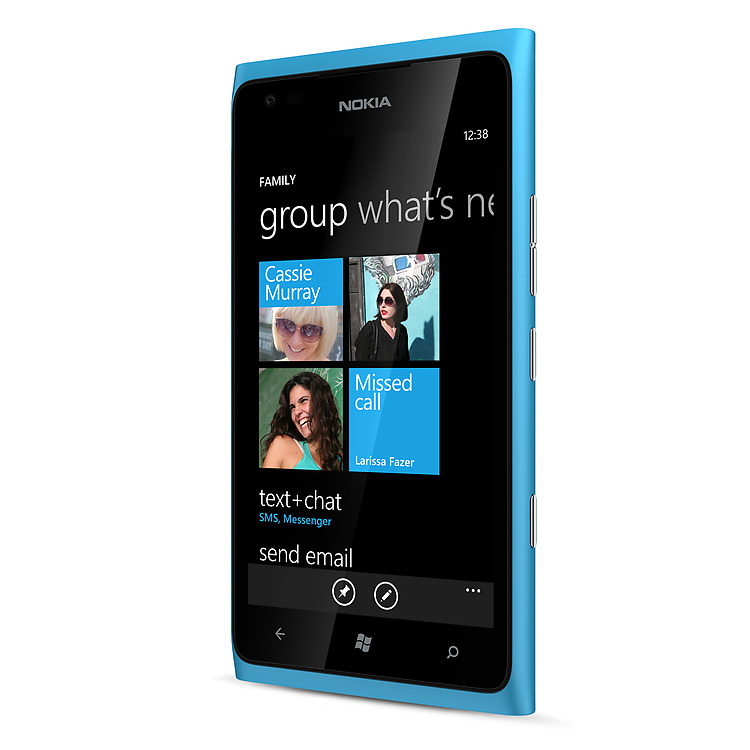 NOKIA
12:38
FAMILY
group what's ne
Cassie
Murray
Missed
call
Larissa Fazer
text+chat
SMS, Messenger
send email